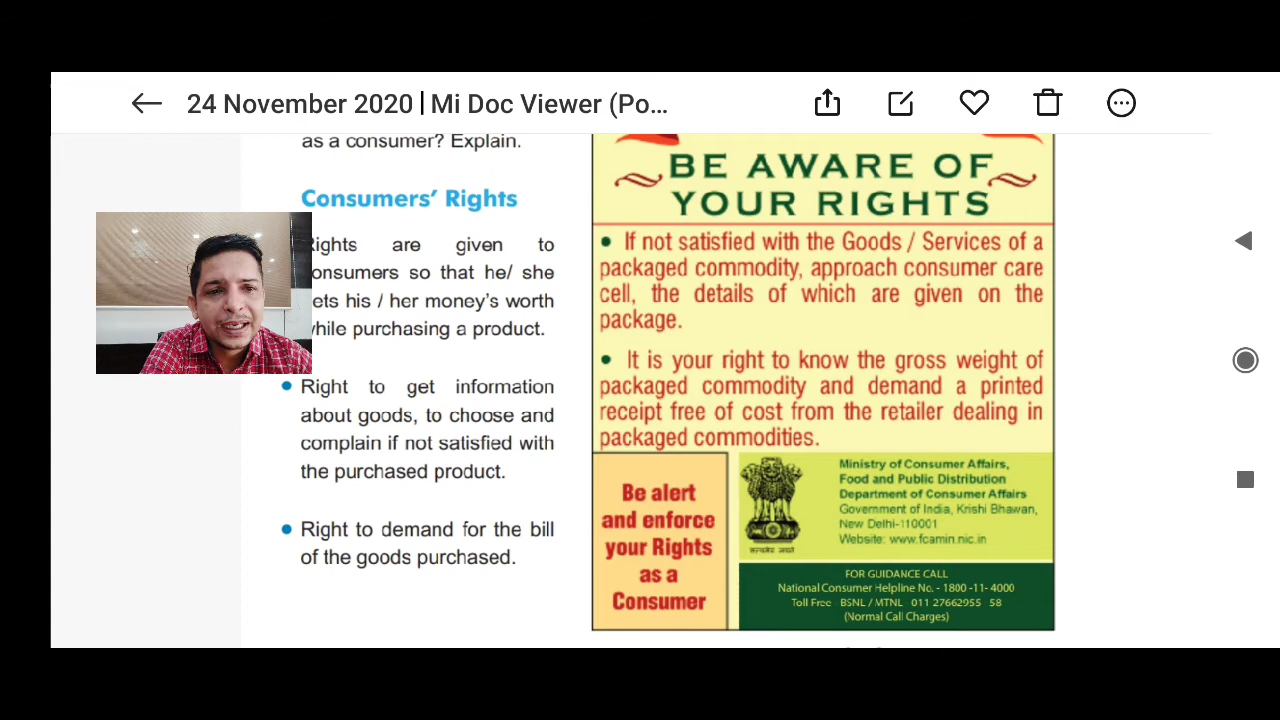 24 November 2020 | Mi Doc Viewer (Po...
as a consumer? Explain.
Consumers' Rights
Rights are given to
consumers so that he/ she
gets his / her money's worth
while purchasing a product.
• Right to get information
about goods, to choose and
complain if not satisfied with
the purchased product.
• Right to demand for the bill
of the goods purchased.
BE AWARE OF
YOUR RIGHTS
• If not satisfied with the Goods / Services of a
packaged commodity, approach consumer care
cell, the details of which are given on the
package.
• It is your right to know the gross weight of
packaged commodity and demand a printed
receipt free of cost from the retailer dealing in
packaged commodities.
Be alert
and enforce
your Rights
as a
Consumer
सत्यमेव जयते
Ministry of Consumer Affairs,
Food and Public Distribution
Department of Consumer Affairs
Government of India, Krishi Bhawan,
New Delhi-110001
Website: www.fcamin.nic.in
FOR GUIDANCE CALL
National Consumer Helpline No. - 1800 -11- 4000
Toll Free BSNL / MTNL 011 27662955 58
(Normal Call Charges)